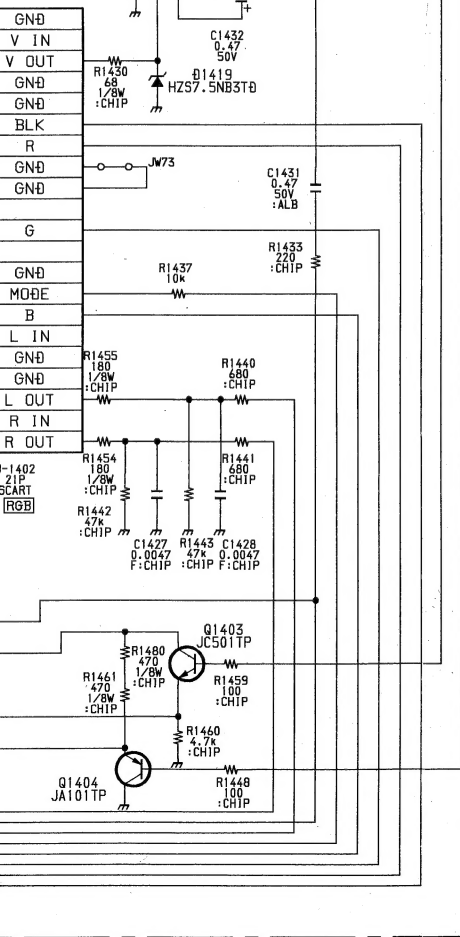 GND
V IN
V OUT
GND
GND
BLK
R
GND
GND
G
GND
MODE
B
L IN
GND
GND
L OUT
R IN
R OUT
J-1402
21P
SCART
RGB
C1432
0.47
50V
+
R1430
68
1/8W
:CHIP
D1419
HZS7.5NB3TD
JW73
C1431
0.47
50V
:ALB
R1433
220
:CHIP
R1437
10k
R1455
180
1/8W
:CHIP
R1440
680
:CHIP
R1454
180
1/8W
:CHIP
R1441
680
:CHIP
R1442
47k
:CHIP
C1427
0.0047
F:CHIP
R1443
47k
:CHIP
C1428
0.0047
F:CHIP
Q1403
JC501TP
R1480
470
1/8W
:CHIP
R1461
470
1/8W
:CHIP
R1459
100
:CHIP
R1460
4.7k
:CHIP
Q1404
JA101TP
R1448
100
:CHIP